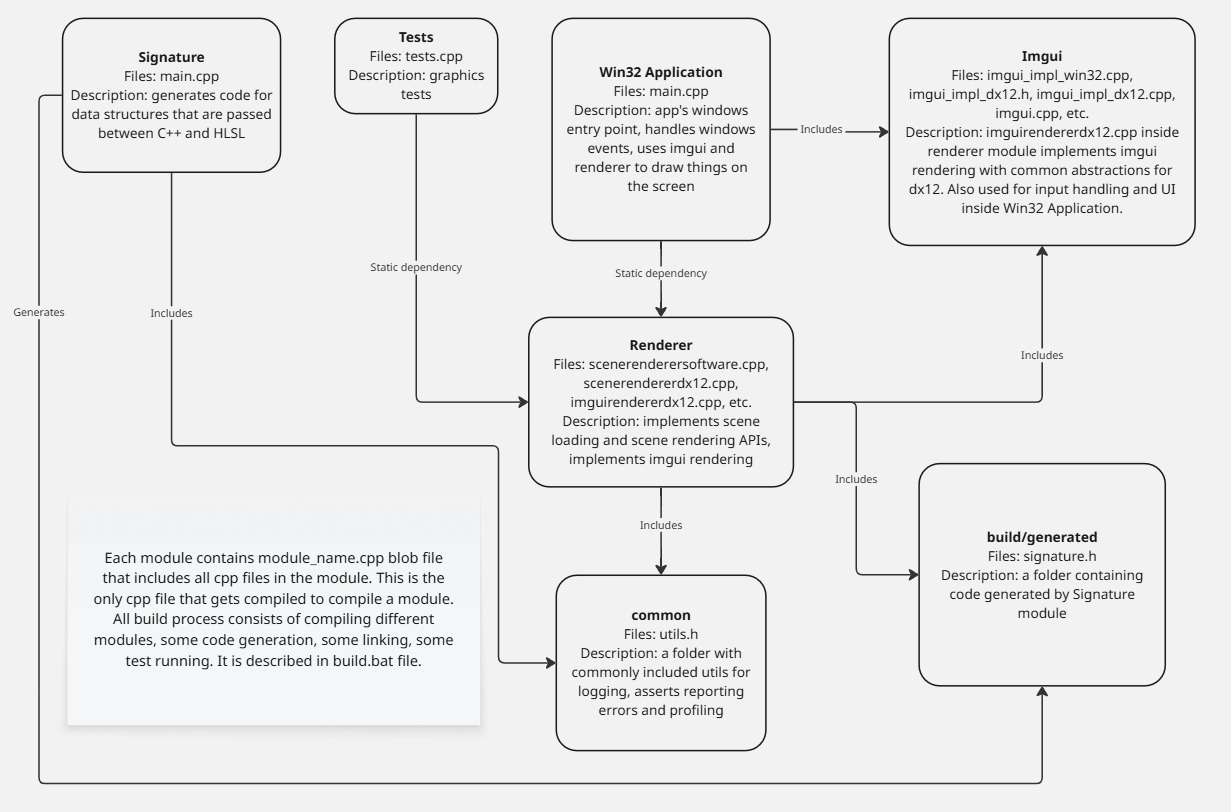 Signature
Files: main.cpp
Description: generates code for
data structures that are passed
between C++ and HLSL
Tests
Files: tests.cpp
Description: graphics
tests
Win32 Application
Files: main.cpp
Description: app's windows
entry point, handles windows
events, uses imgui and
renderer to draw things on
the screen
Includes
Imgui
Files: imgui_impl_win32.cpp,
imgui_impl_dx12.h, imgui_impl_dx12.cpp,
imgui.cpp, etc.
Description: imguirendererdx12.cpp inside
renderer module implements imgui
rendering with common abstractions for
dx12. Also used for input handling and UI
inside Win32 Application.
Static dependency
Static dependency
Generates
Includes
Renderer
Files: scenerenderersoftware.cpp,
scenerendererdx12.cpp,
imguirendererdx12.cpp, etc.
Description: implements scene
loading and scene rendering APIs,
implements imgui rendering
Includes
Includes
Includes
Each module contains module_name.cpp blob file
that includes all cpp files in the module. This is the
only cpp file that gets compiled to compile a module.
All build process consists of compiling different
modules, some code generation, some linking, some
test running. It is described in build.bat file.
common
Files: utils.h
Description: a folder with
commonly included utils for
logging, asserts reporting
errors and profiling
build/generated
Files: signature.h
Description: a folder containing
code generated by Signature
module